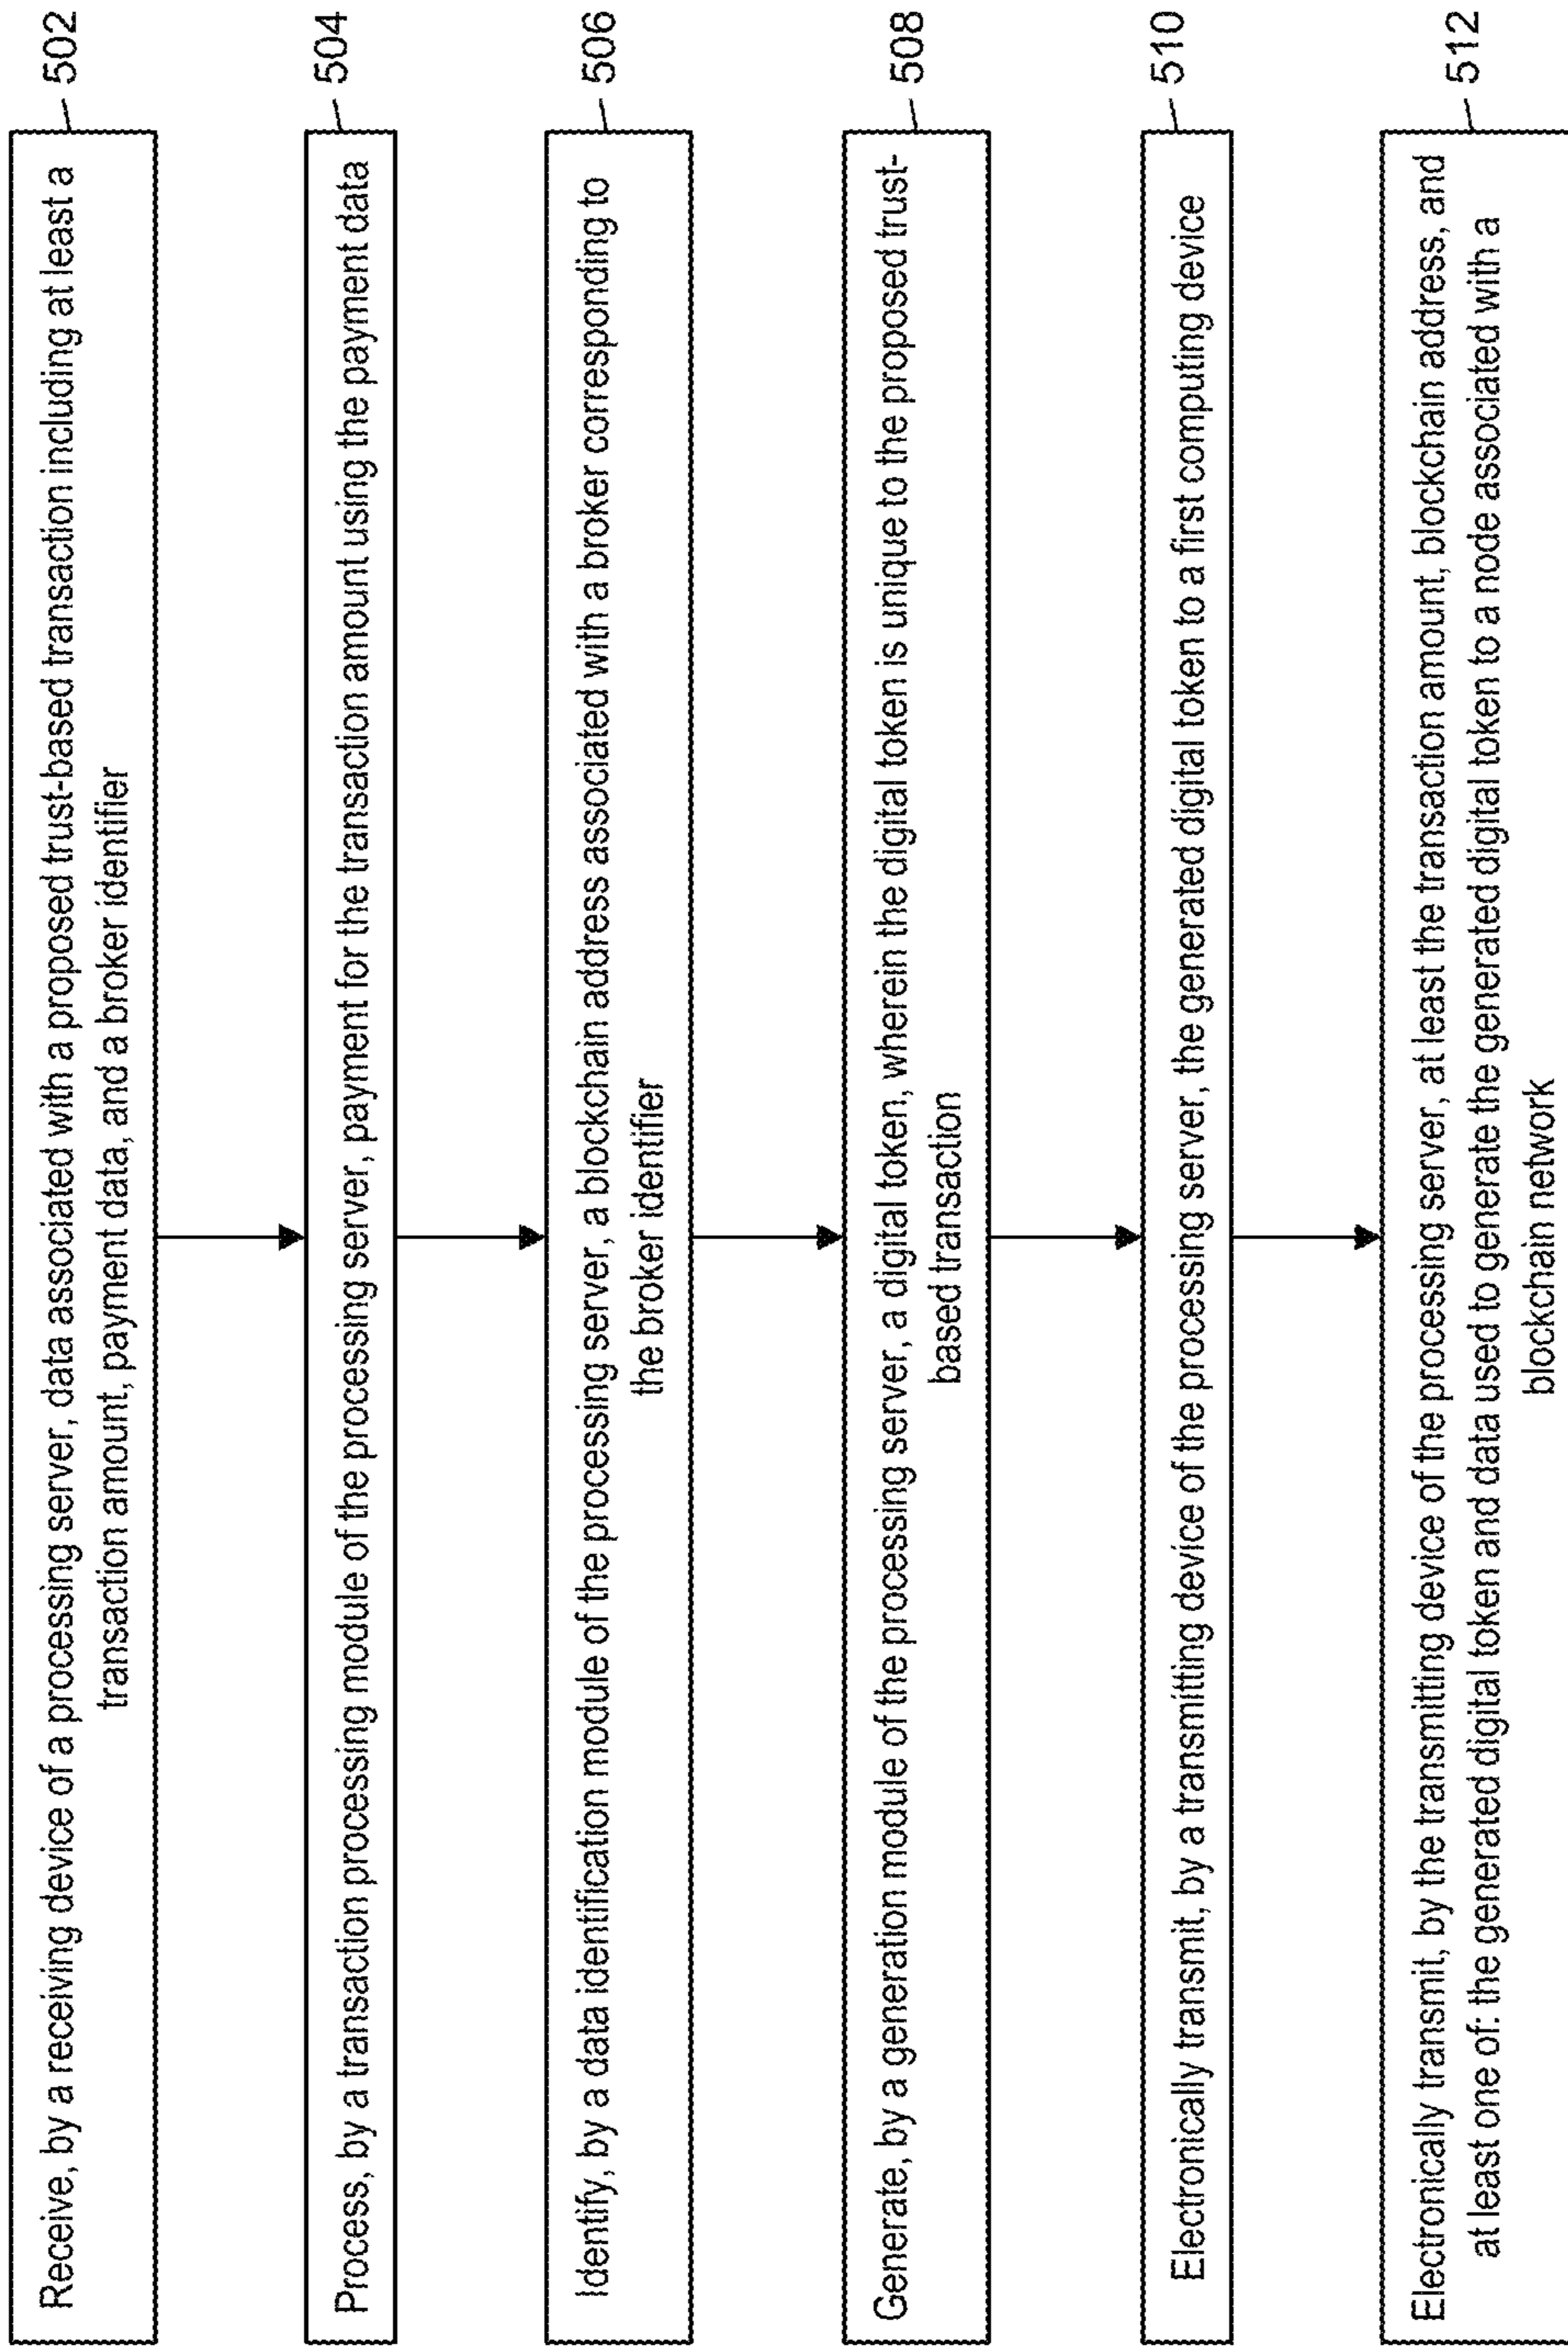 Receive, by a receiving device of a processing server, data associated with a proposed trust-based transaction including at least a
transaction amount, payment data, and a broker identifier
502
Process, by a transaction processing module of the processing server, payment for the transaction amount using the payment data
504
Identify, by a data identification module of the processing server, a blockchain address associated with a broker corresponding to
the broker identifier
506
Generate, by a generation module of the processing server, a digital token, wherein the digital token is unique to the proposed trust-
based transaction
508
Electronically transmit, by a transmitting device of the processing server, the generated digital token to a first computing device
510
Electronically transmit, by the transmitting device of the processing server, at least the transaction amount, blockchain address, and
at least one of: the generated digital token and data used to generate the generated digital token to a node associated with a
blockchain network
512